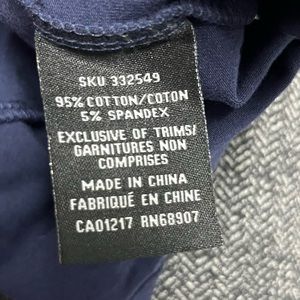 SKU 332549
95% COTTON/COTON
5% SPANDEX
EXCLUSIVE OF TRIMS/
GARNITURES NON
COMPRISES
MADE IN CHINA
FABRIQUÉ EN CHINE
CA01217 RN68907